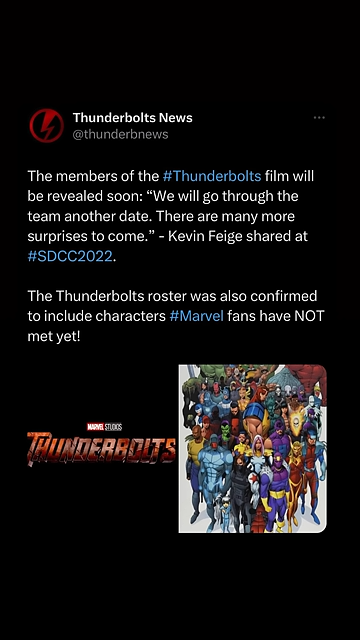 Thunderbolts News
@thunderbnews
The members of the #Thunderbolts film will
be revealed soon: “We will go through the
team another date. There are many more
surprises to come.” - Kevin Feige shared at
#SDCC2022.
The Thunderbolts roster was also confirmed
to include characters #Marvel fans have NOT
met yet!
MARVEL STUDIOS
THUNDERBOLTS